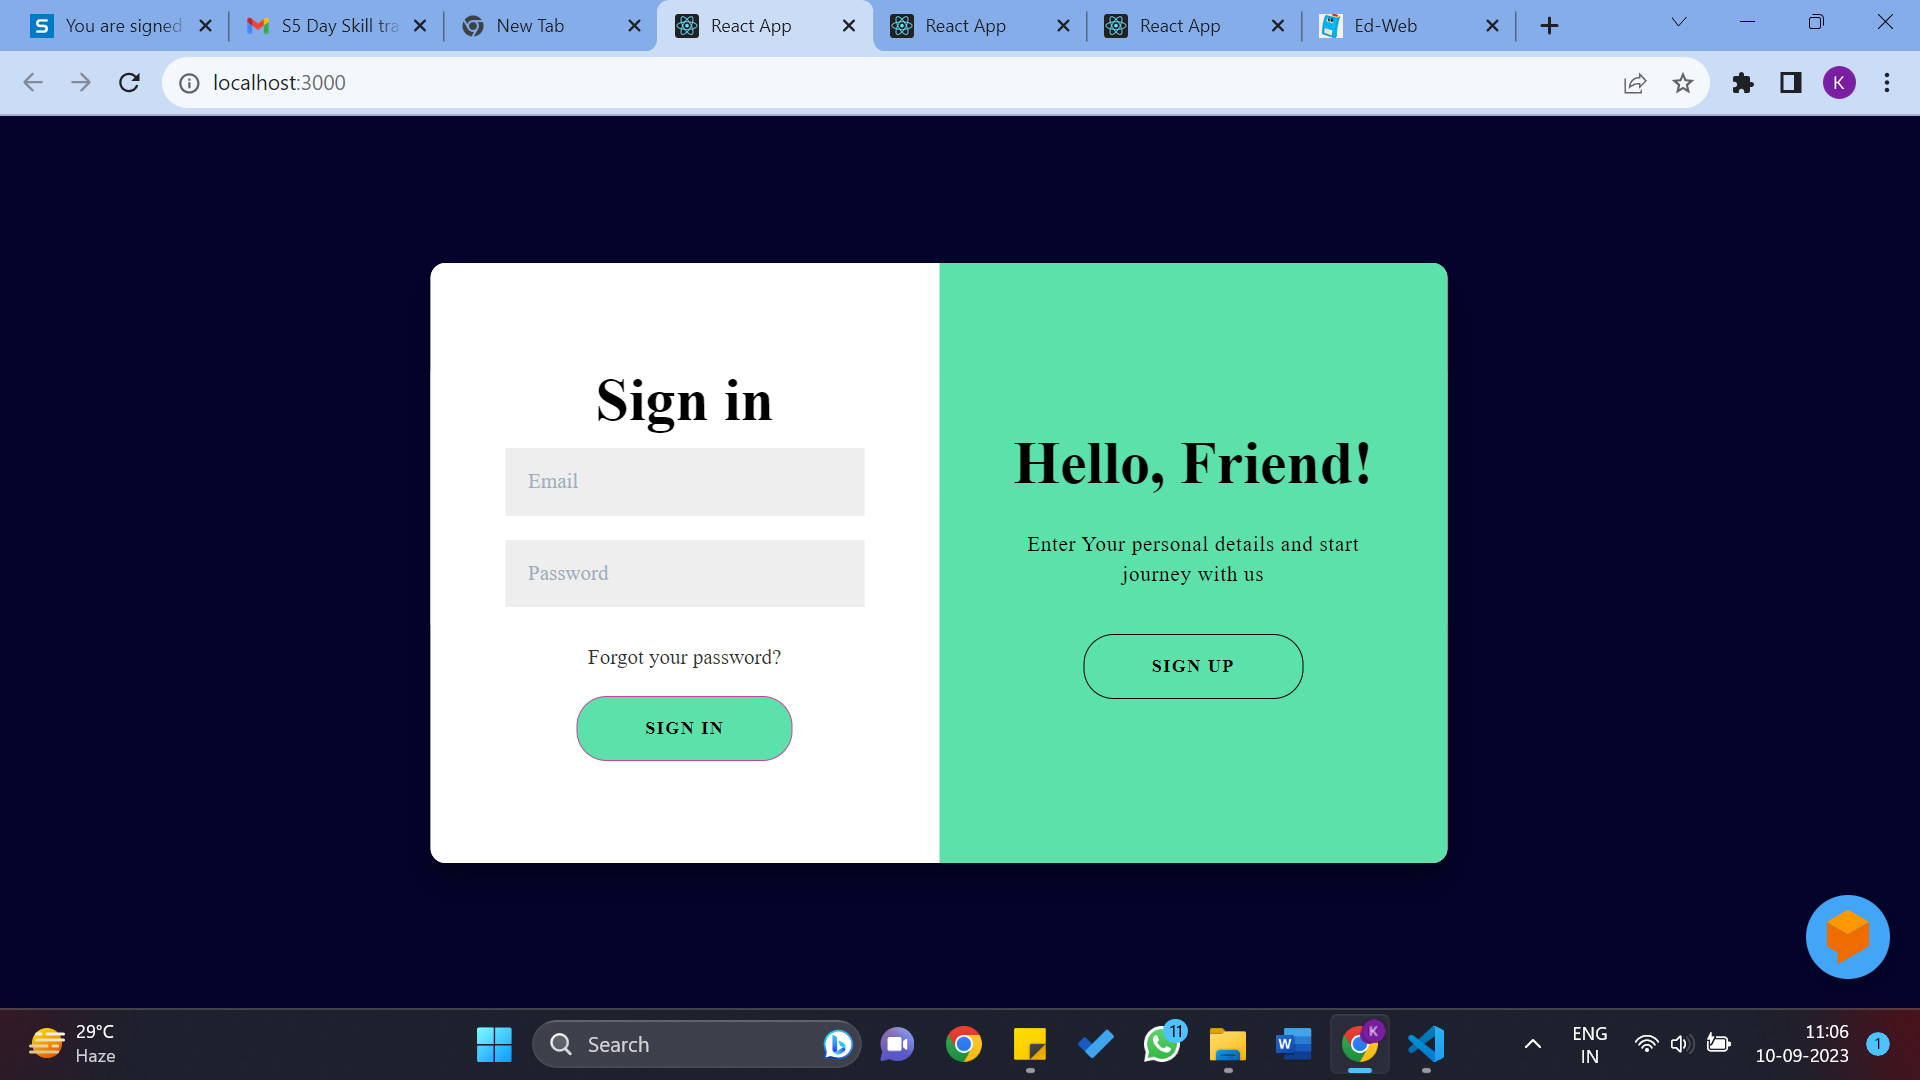 You are signed
S5 Day Skill tra
New Tab
React App
React App
React App
Ed-Web
localhost:3000
K
Sign in
Email
Password
Forgot your password?
SIGN IN
Hello, Friend!
Enter Your personal details and start
journey with us
SIGN UP
29°C
Haze
Search
11
W
K
ENG
IN
11:06
10-09-2023
1